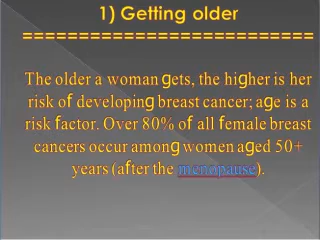 1) Getting older
==========================
The older a woman gets, the higher is her
risk of developing breast cancer; age is a
risk factor. Over 80% of all female breast
cancers occur among women aged 50+
years (after the menopause).